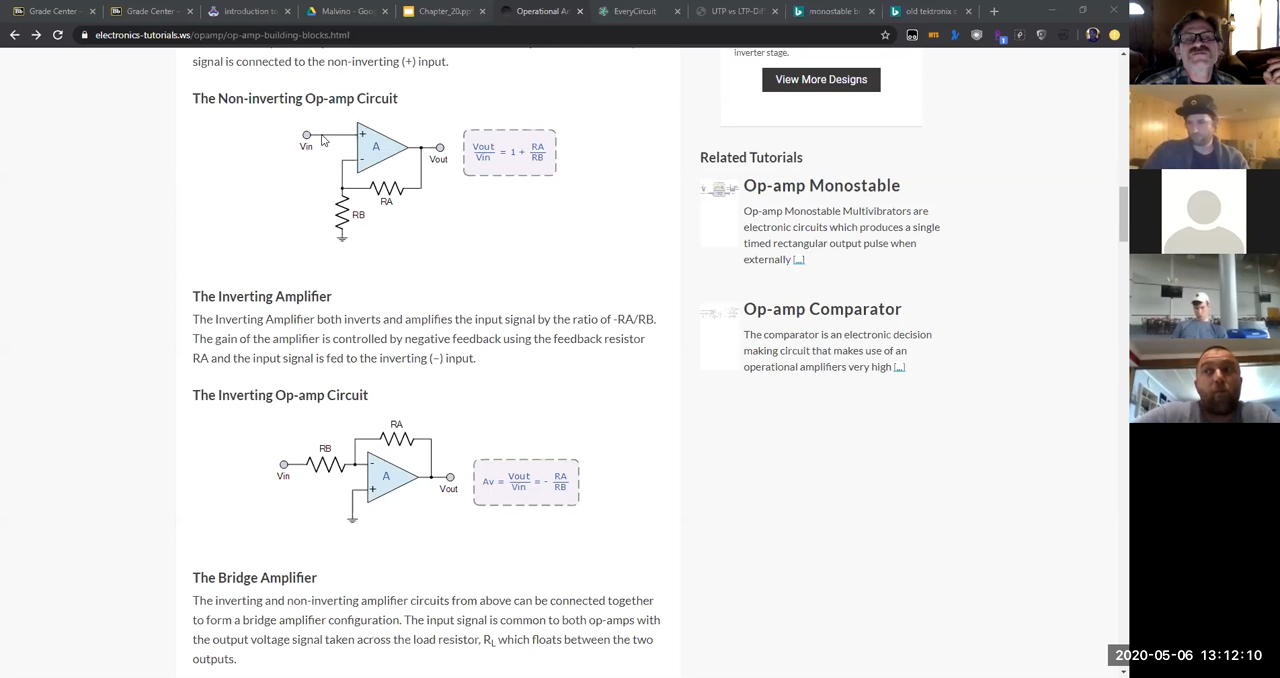 Grade Center -
Grade Center -
introduction to
Malvino - Goo
Chapter_20.pp
Operational A
EveryCircuit
UTP vs LTP-Dif
monostable b
old tektronix c
electronics-tutorials.ws/opamp/op-amp-building-blocks.html
signal is connected to the non-inverting (+) input.
The Non-inverting Op-amp Circuit
Vin
+
-
A
Vout
RA
RB
Vout/Vin = 1 + RA/RB
The Inverting Amplifier
The Inverting Amplifier both inverts and amplifies the input signal by the ratio of -RA/RB.
The gain of the amplifier is controlled by negative feedback using the feedback resistor
RA and the input signal is fed to the inverting (–) input.
The Inverting Op-amp Circuit
RA
RB
Vin
-
A
+
Vout
Av = Vout/Vin = - RA/RB
The Bridge Amplifier
The inverting and non-inverting amplifier circuits from above can be connected together
to form a bridge amplifier configuration. The input signal is common to both op-amps with
the output voltage signal taken across the load resistor, RL which floats between the two
outputs.
inverter stage.
View More Designs
Related Tutorials
Op-amp Monostable
Op-amp Monostable Multivibrators are
electronic circuits which produces a single
timed rectangular output pulse when
externally [...]
Op-amp Comparator
The comparator is an electronic decision
making circuit that makes use of an
operational amplifiers very high [...]
2020-05-06 13:12:10